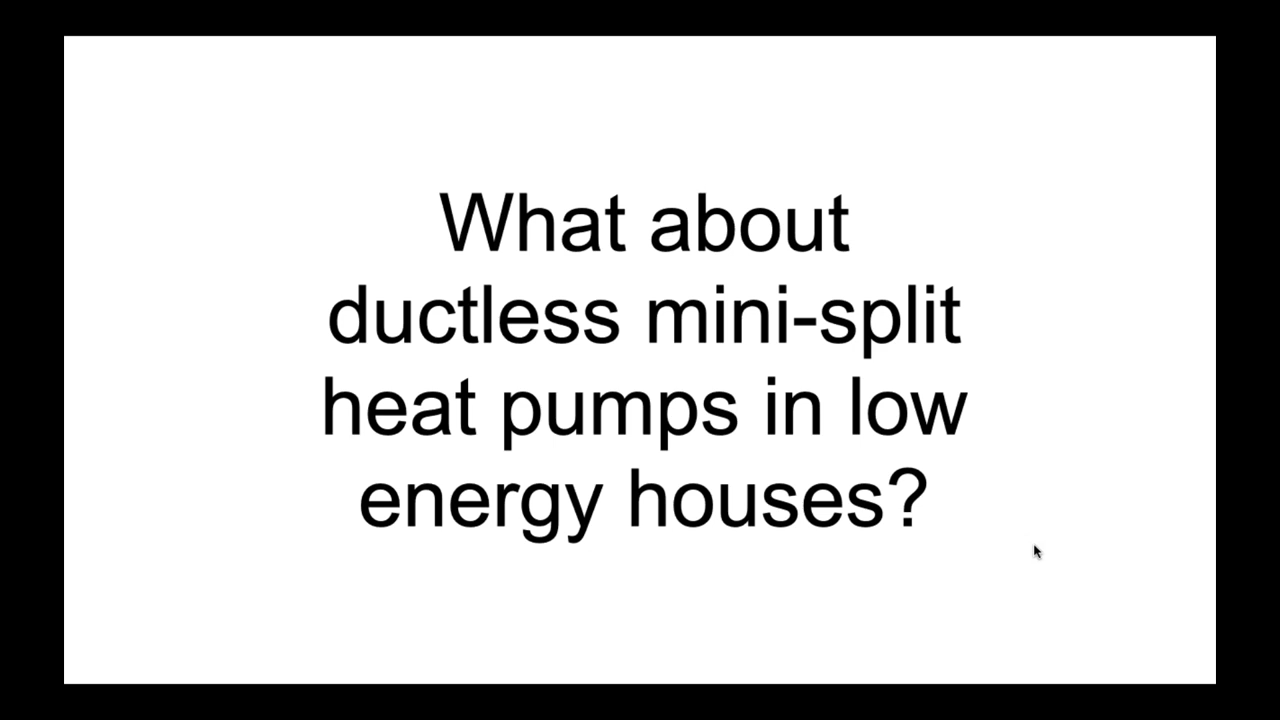 What about
ductless mini-split
heat pumps in low
energy houses?